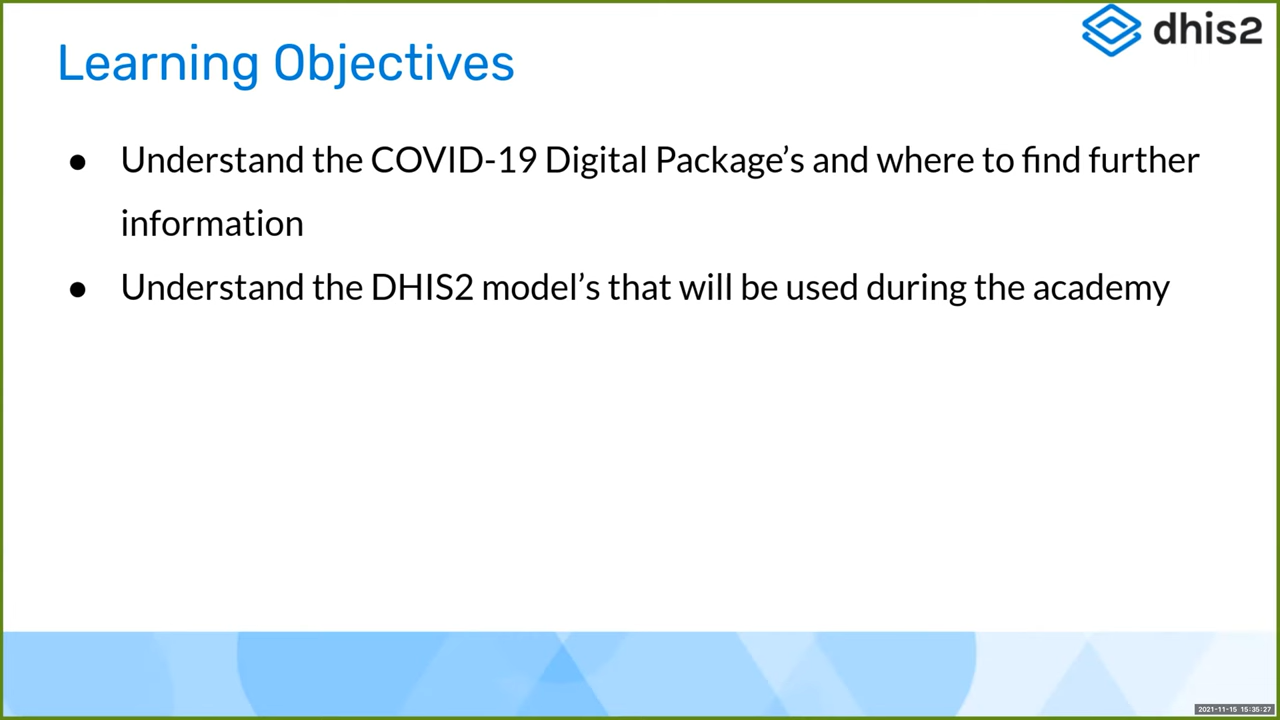 dhis2
Learning Objectives
● Understand the COVID-19 Digital Package’s and where to find further
information
● Understand the DHIS2 model’s that will be used during the academy
2021-11-15 15:35:27